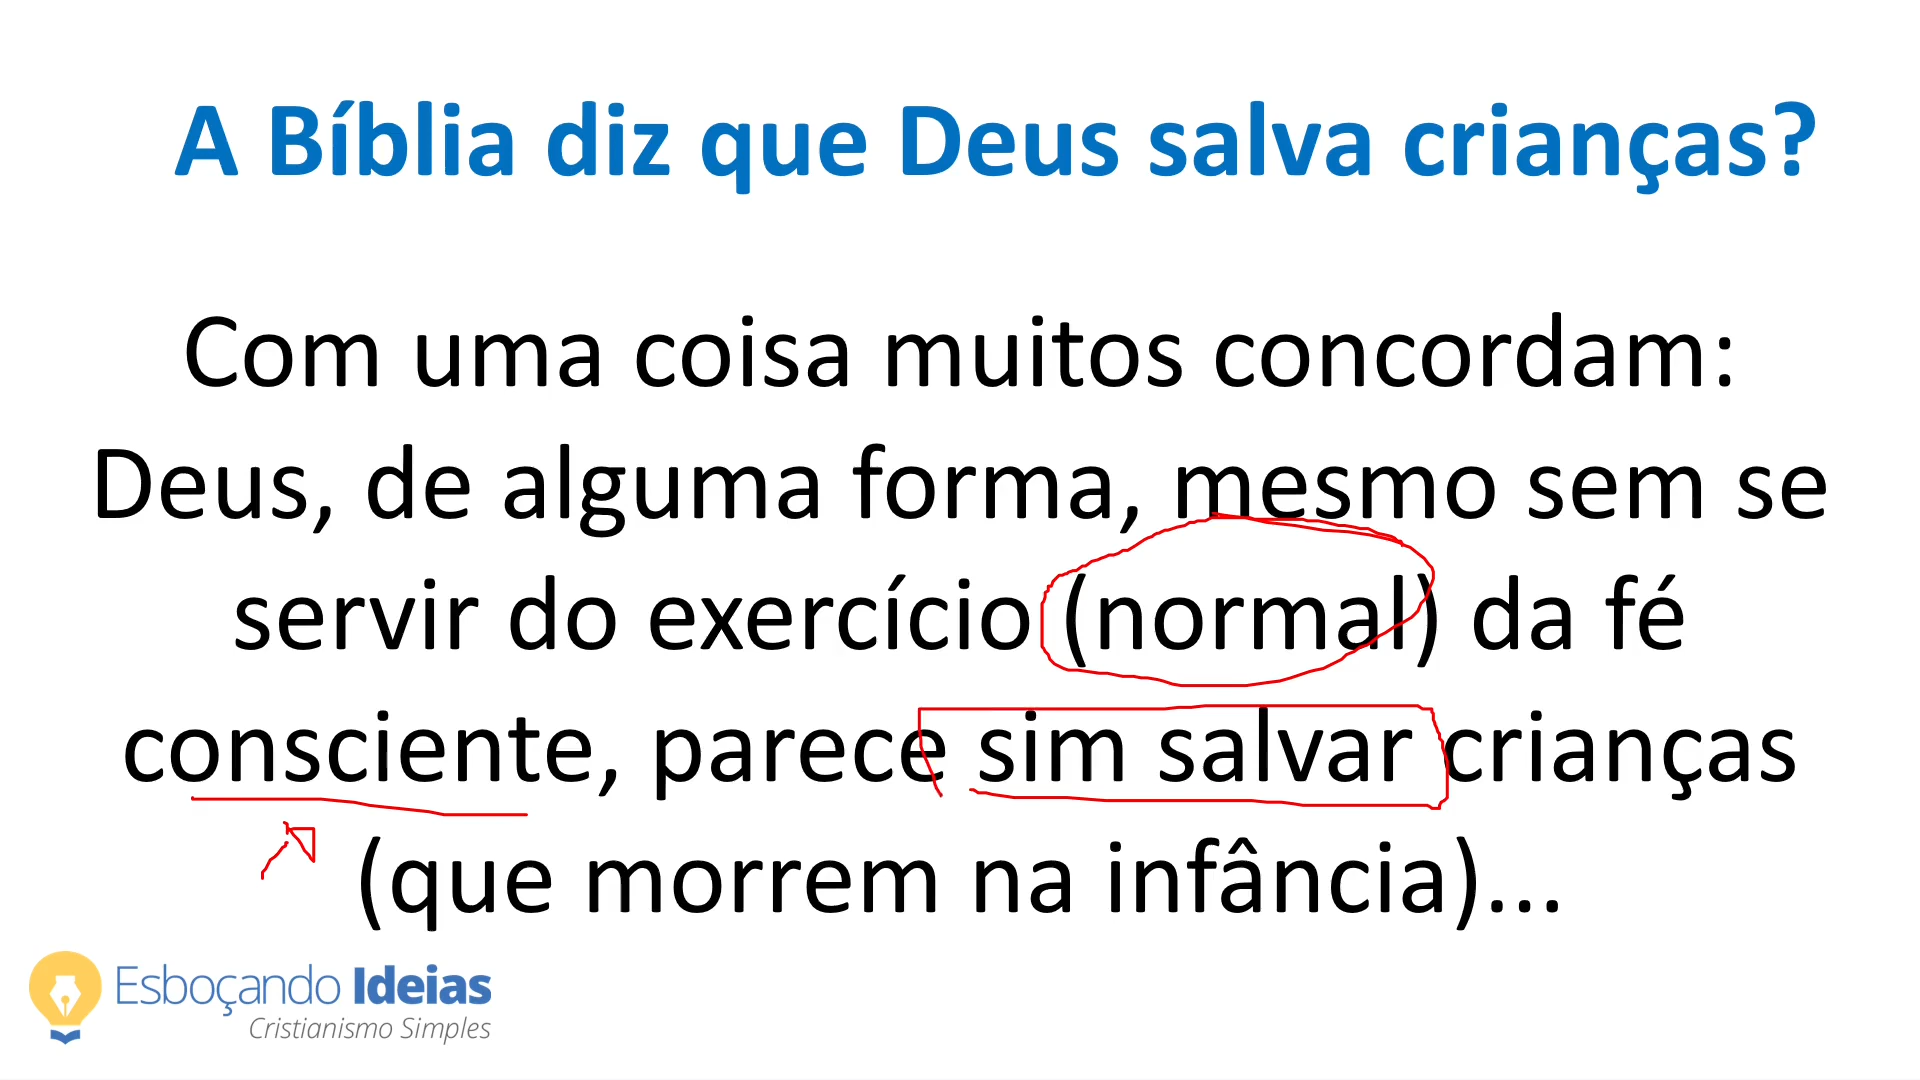 A Bíblia diz que Deus salva crianças?
Com uma coisa muitos concordam:
Deus, de alguma forma, mesmo sem se
servir do exercício (normal) da fé
consciente, parece sim salvar crianças
(que morrem na infância)...
Esboçando Ideias
Cristianismo Simples